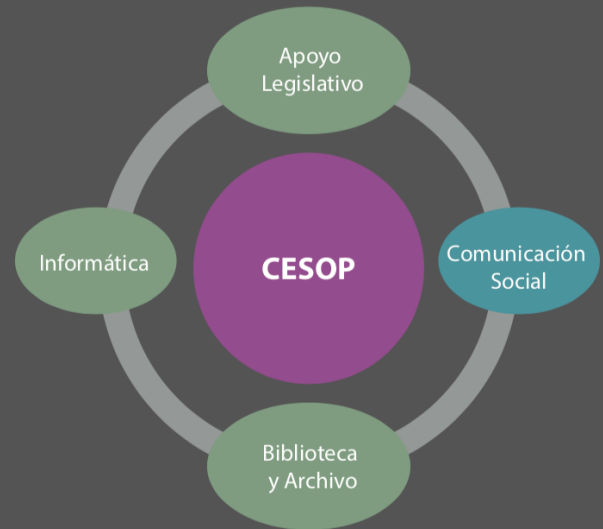 Apoyo
Legislativo
Informática
CESOP
Comunicación
Social
Biblioteca
y Archivo